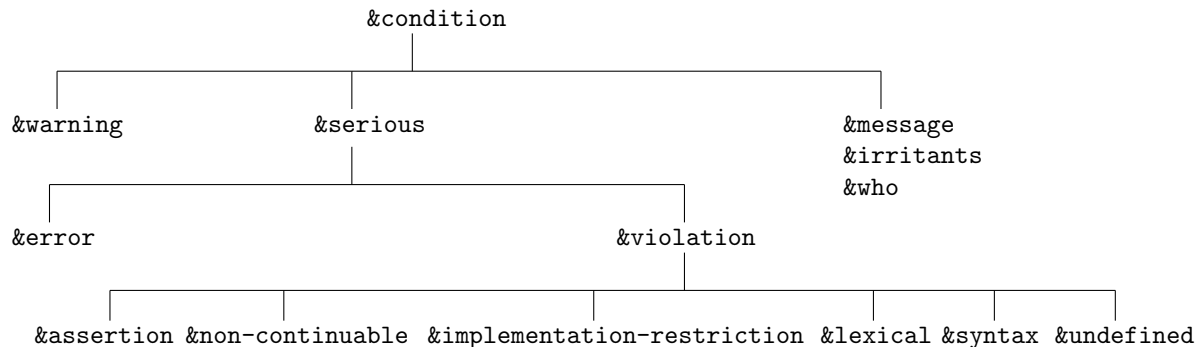 &condition
&warning &serious &message
&irritants
&who
&error &violation
&assertion &non-continuable &implementation-restriction &lexical &syntax &undefined